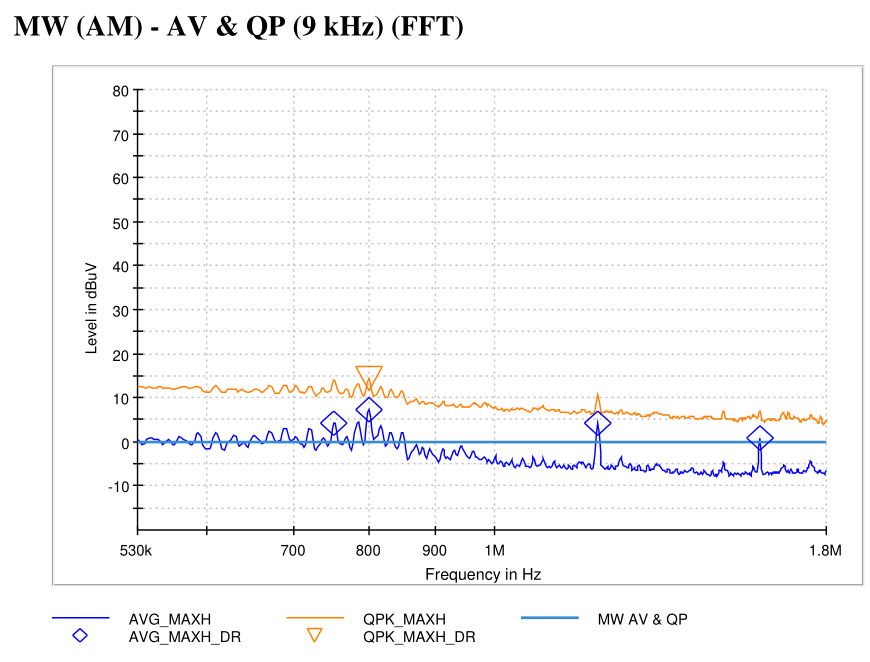 MW (AM) - AV & QP (9 kHz) (FFT)
80
70
60
50
40
30
20
10
0
-10
Level in dBuV
530k 700 800 900 1M 1.8M
Frequency in Hz
AVG_MAXH QPK_MAXH MW AV & QP
AVG_MAXH_DR QPK_MAXH_DR